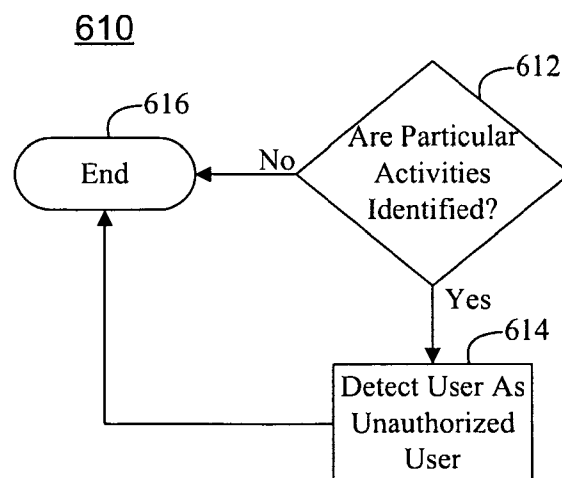 610
616
612
End
No
Are Particular
Activities
Identified?
Yes
614
Detect User As
Unauthorized
User